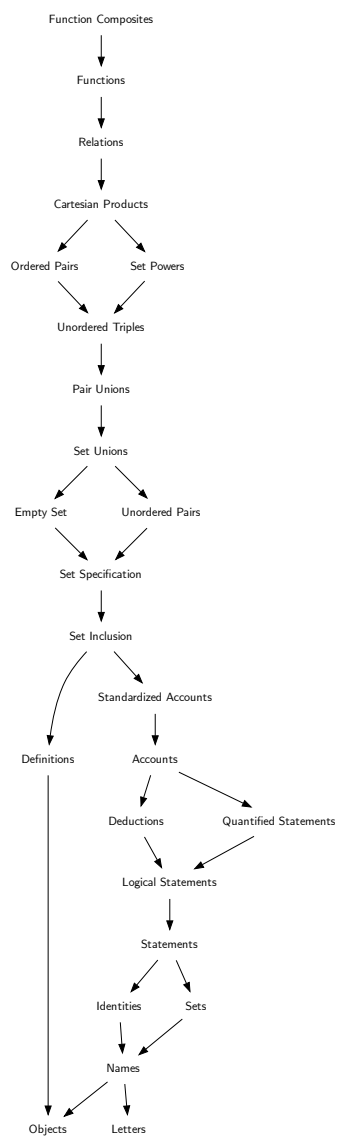 Function Composites
Functions
Relations
Cartesian Products
Ordered Pairs
Set Powers
Unordered Triples
Pair Unions
Set Unions
Empty Set
Unordered Pairs
Set Specification
Set Inclusion
Standardized Accounts
Definitions
Accounts
Deductions
Quantified Statements
Logical Statements
Statements
Identities
Sets
Names
Objects
Letters